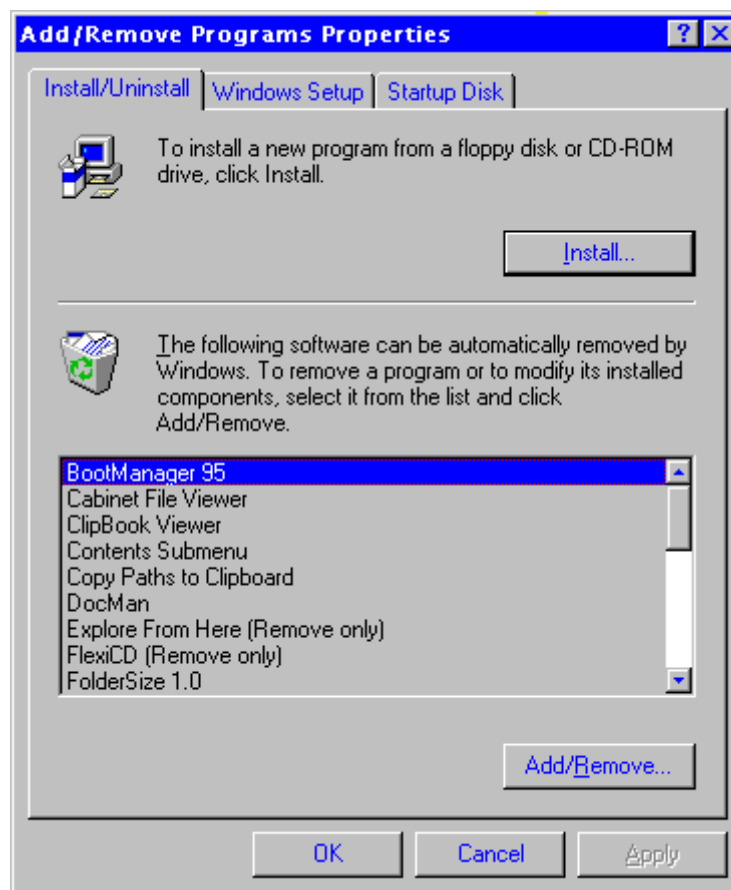 Add/Remove Programs Properties
Install/Uninstall
Windows Setup
Startup Disk
To install a new program from a floppy disk or CD-ROM
drive, click Install.
Install...
The following software can be automatically removed by
Windows. To remove a program or to modify its installed
components, select it from the list and click
Add/Remove.
BootManager 95
Cabinet File Viewer
ClipBook Viewer
Contents Submenu
Copy Paths to Clipboard
DocMan
Explore From Here (Remove only)
FlexiCD (Remove only)
FolderSize 1.0
Add/Remove...
OK
Cancel
Apply